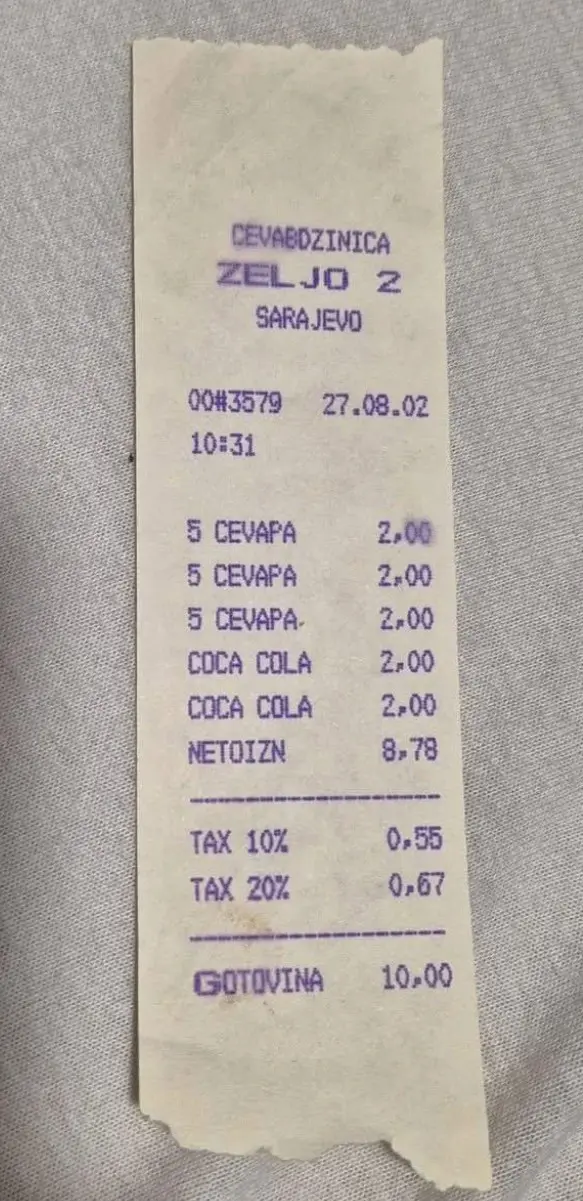 CEVABDZINICA
ZELJO 2
SARAJEVO
00#3579 27.08.02
10:31
5 CEVAPA 2,00
5 CEVAPA 2,00
5 CEVAPA 2,00
COCA COLA 2,00
COCA COLA 2,00
NETOIZN 8,78
TAX 10% 0,55
TAX 20% 0,67
GOTOVINA 10,00